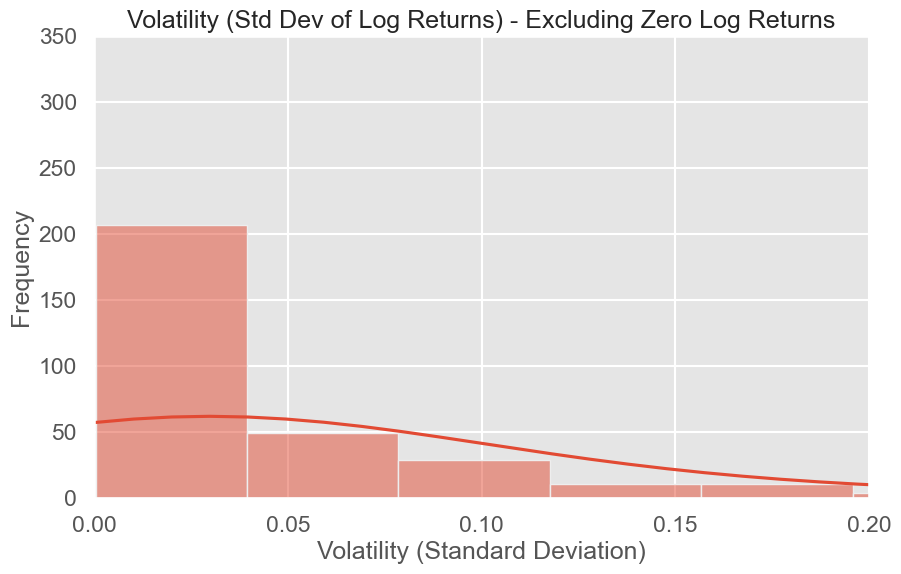 Volatility (Std Dev of Log Returns) - Excluding Zero Log Returns
350
300
250
200
150
100
50
0
Frequency
0.00 0.05 0.10 0.15 0.20
Volatility (Standard Deviation)